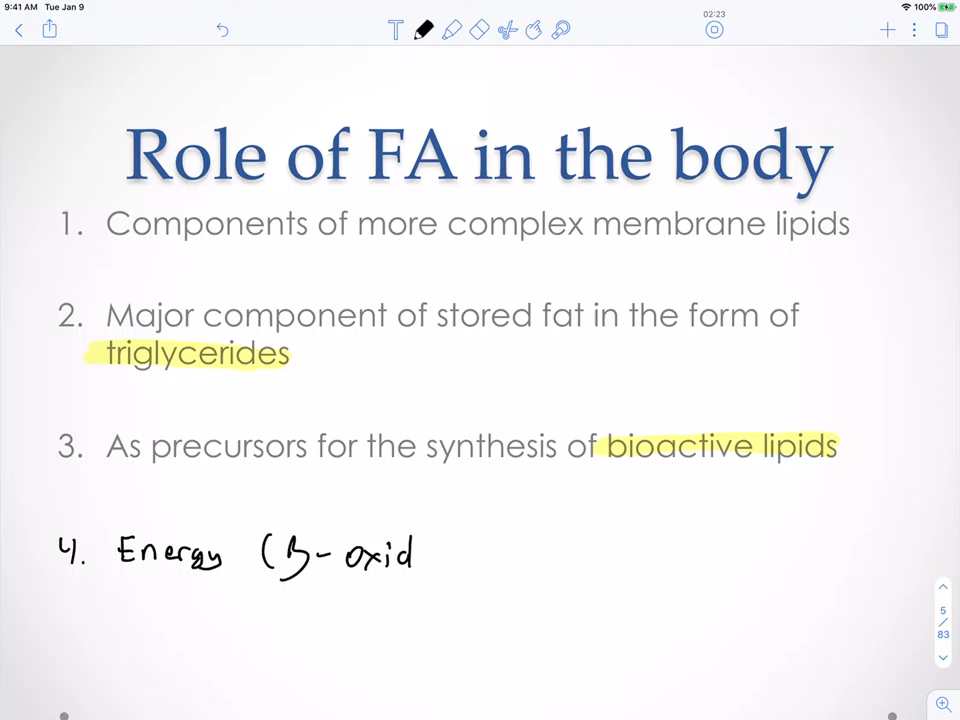 9:41 AM Tue Jan 9
100%
02:23
T
Role of FA in the body
1. Components of more complex membrane lipids
2. Major component of stored fat in the form of
triglycerides
3. As precursors for the synthesis of bioactive lipids
4. Energy (B-oxid
5
/
83